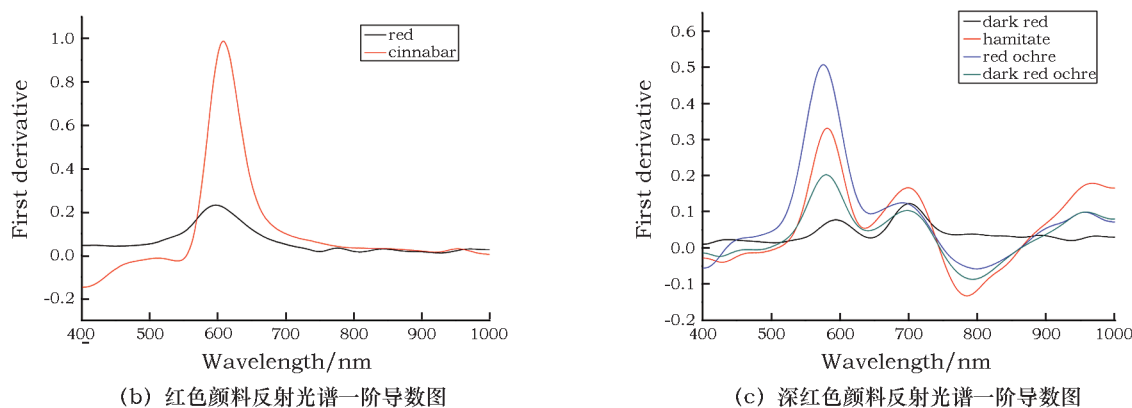 red
cinnabar
1.0
0.8
0.6
0.4
0.2
0.0
-0.2
First derivative
400 500 600 700 800 900 1000
Wavelength/nm
(b) 红色颜料反射光谱一阶导数图
dark red
hamitate
red ochre
dark red ochre
0.6
0.5
0.4
0.3
0.2
0.1
0.0
-0.1
-0.2
First derivative
400 500 600 700 800 900 1000
Wavelength/nm
(c) 深红色颜料反射光谱一阶导数图